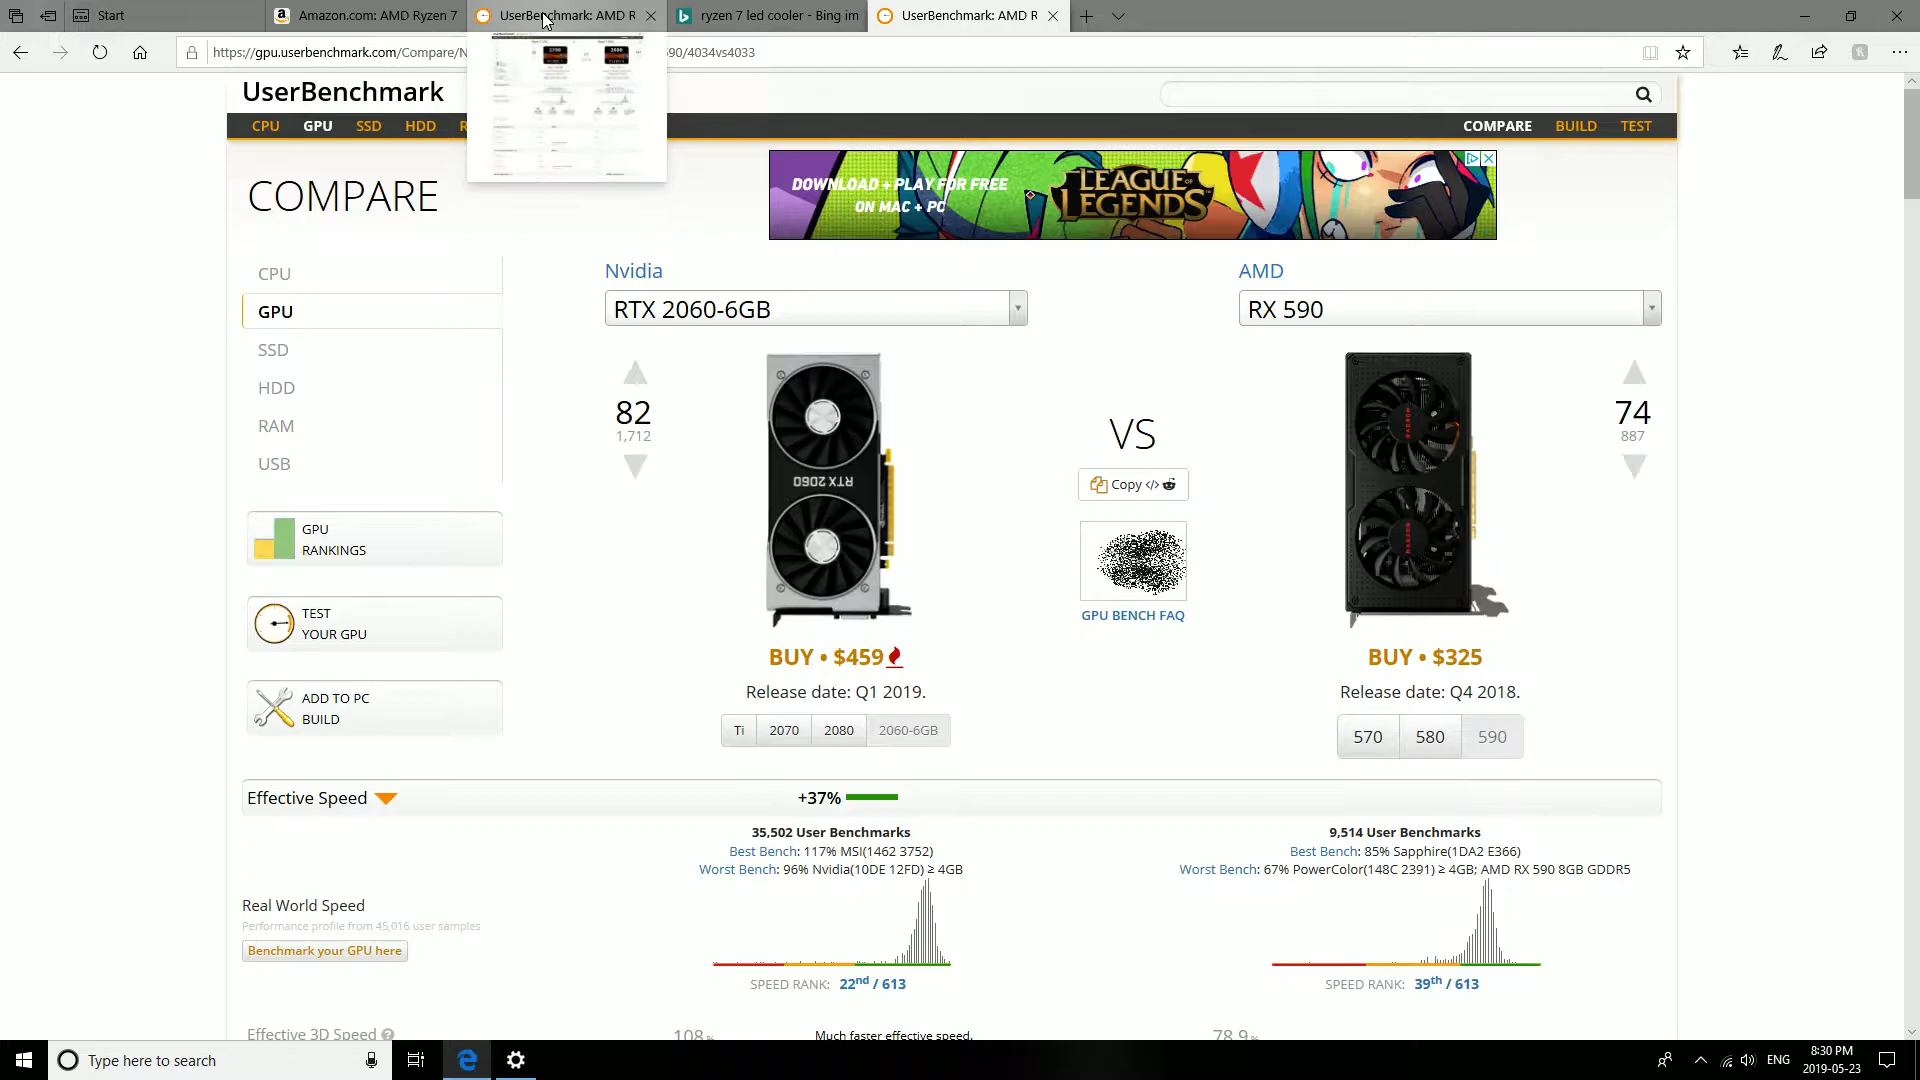 Start
Amazon.com: AMD Ryzen 7
UserBenchmark: AMD R
ryzen 7 led cooler - Bing im
UserBenchmark: AMD R
https://gpu.userbenchmark.com/Compare/N
90/4034vs4033
UserBenchmark
CPU GPU SSD HDD R
COMPARE BUILD TEST
COMPARE
DOWNLOAD + PLAY FOR FREE
ON MAC + PC
LEAGUE OF
LEGENDS
CPU
GPU
SSD
HDD
RAM
USB
GPU
RANKINGS
TEST
YOUR GPU
ADD TO PC
BUILD
Nvidia
RTX 2060-6GB
AMD
RX 590
82
1,712
RTX 2060
VS
Copy </>
GPU BENCH FAQ
74
887
RADEON
RADEON
BUY • $459
Release date: Q1 2019.
Ti 2070 2080 2060-6GB
BUY • $325
Release date: Q4 2018.
570 580 590
Effective Speed
+37%
Real World Speed
Performance profile from 45,016 user samples
Benchmark your GPU here
35,502 User Benchmarks
Best Bench: 117% MSI(1462 3752)
Worst Bench: 96% Nvidia(10DE 12FD) ≥ 4GB
SPEED RANK: 22nd / 613
9,514 User Benchmarks
Best Bench: 85% Sapphire(1DA2 E366)
Worst Bench: 67% PowerColor(148C 2391) ≥ 4GB; AMD RX 590 8GB GDDR5
SPEED RANK: 39th / 613
Effective 3D Speed
108 %
Much faster effective speed.
78.9 %
Type here to search
ENG
8:30 PM
2019-05-23